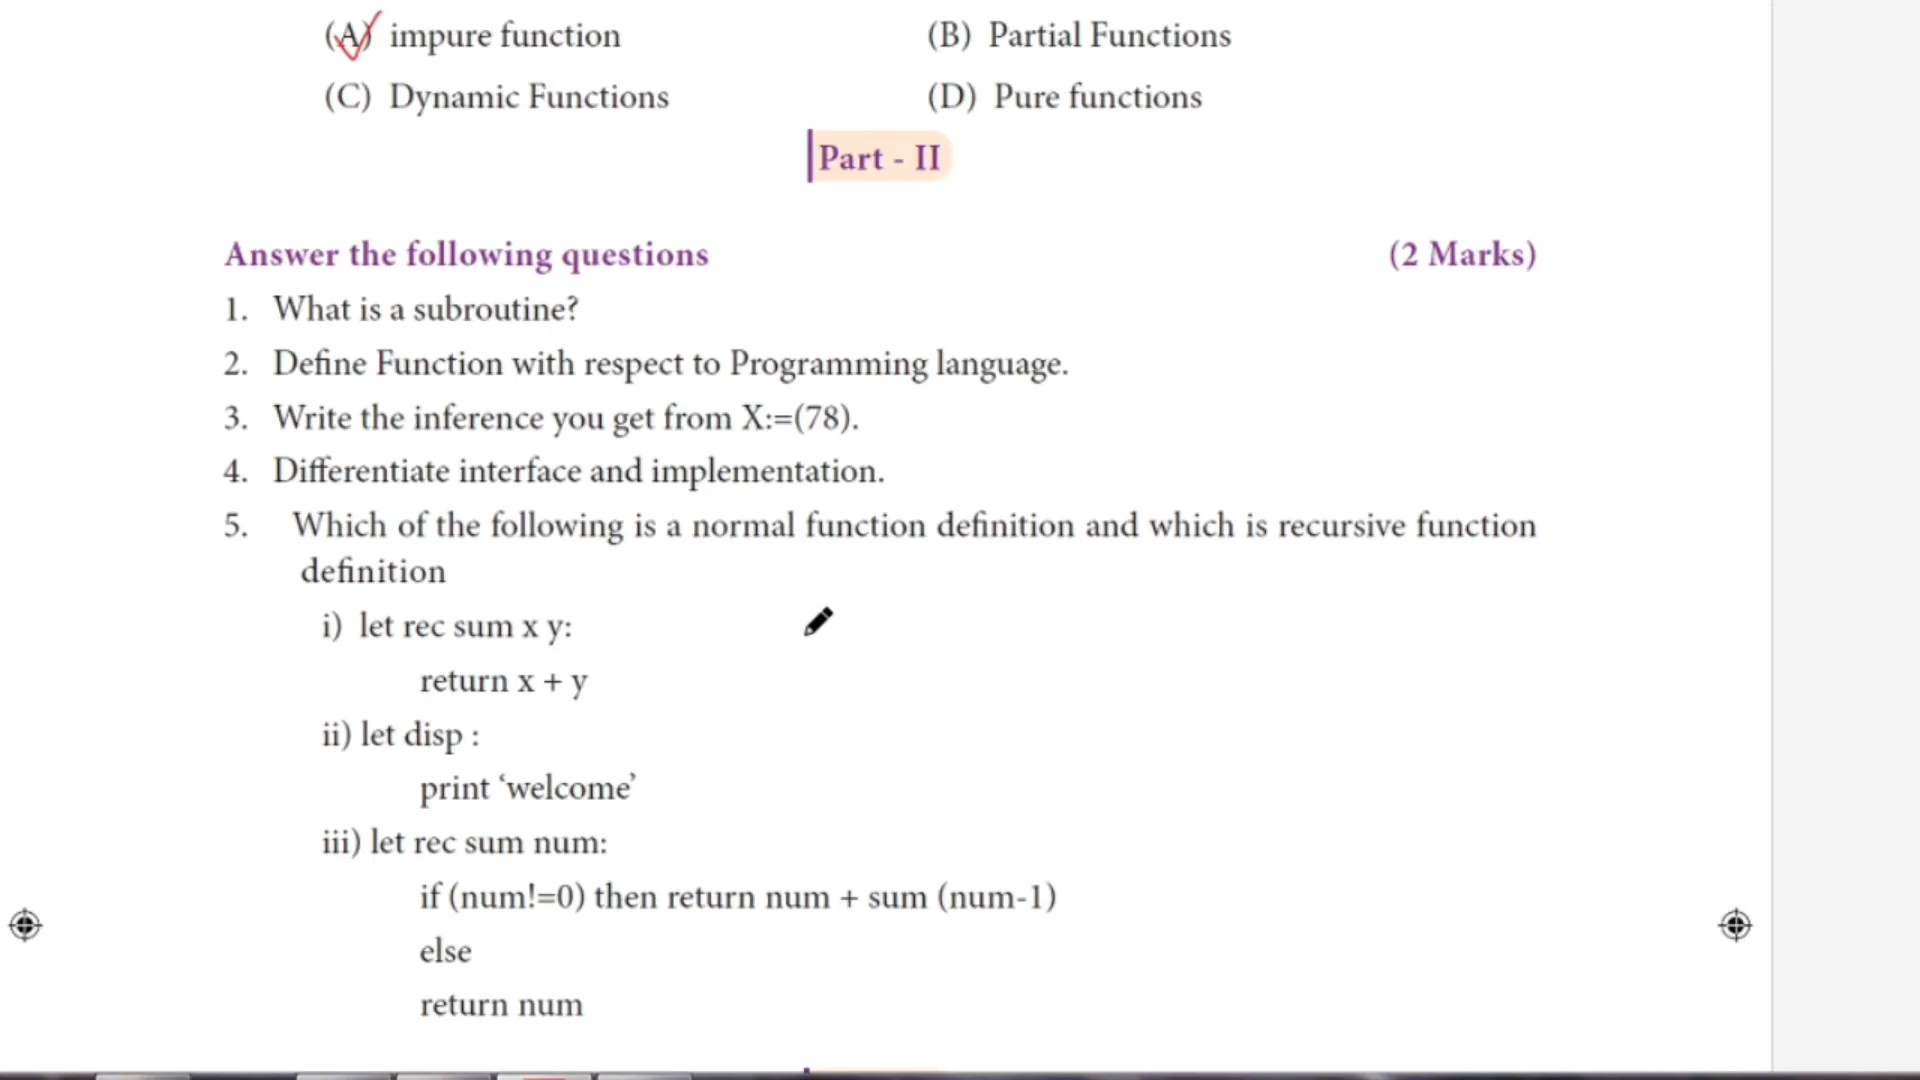 (A) impure function (B) Partial Functions
(C) Dynamic Functions (D) Pure functions
Part - II
Answer the following questions (2 Marks)
1. What is a subroutine?
2. Define Function with respect to Programming language.
3. Write the inference you get from X:=(78).
4. Differentiate interface and implementation.
5. Which of the following is a normal function definition and which is recursive function
definition
i) let rec sum x y:
return x + y
ii) let disp :
print ‘welcome’
iii) let rec sum num:
if (num!=0) then return num + sum (num-1)
else
return num